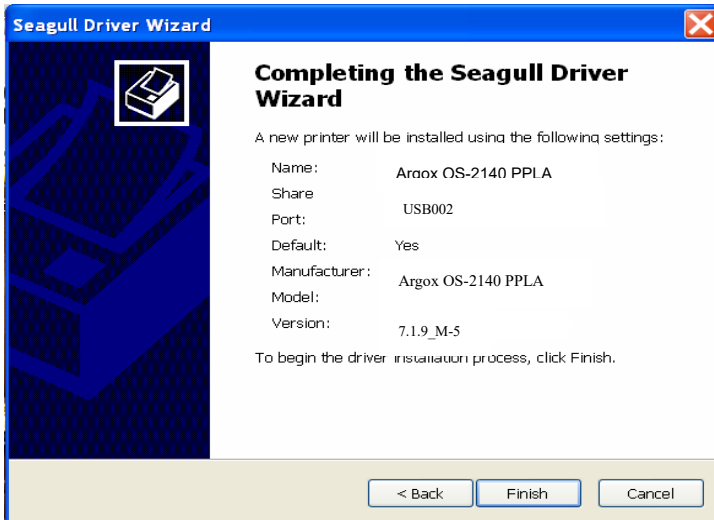 Seagull Driver Wizard
Completing the Seagull Driver
Wizard
A new printer will be installed using the following settings:
Name: Argox OS-2140 PPLA
Share
USB002
Port:
Default: Yes
Manufacturer:
Argox OS-2140 PPLA
Model:
Version: 7.1.9_M-5
To begin the driver installation process, click Finish.
< Back Finish Cancel